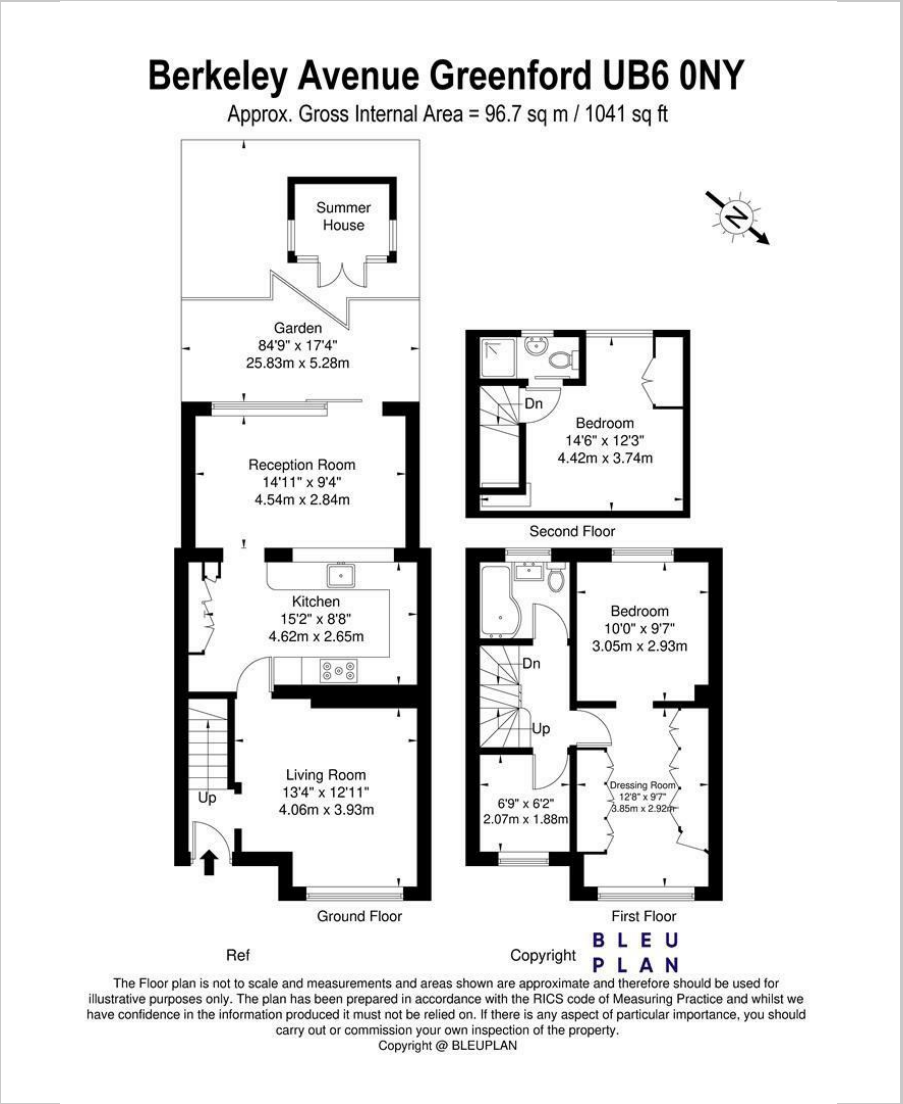 Berkeley Avenue Greenford UB6 0NY
Approx. Gross Internal Area = 96.7 sq m / 1041 sq ft
Summer
House
N
Garden
84'9" x 17'4"
25.83m x 5.28m
Reception Room
14'11" x 9'4"
4.54m x 2.84m
Kitchen
15'2" x 8'8"
4.62m x 2.65m
Living Room
13'4" x 12'11"
4.06m x 3.93m
Up
Ground Floor
Dn
Bedroom
14'6" x 12'3"
4.42m x 3.74m
Second Floor
Bedroom
10'0" x 9'7"
3.05m x 2.93m
Dn
Up
6'9" x 6'2"
2.07m x 1.88m
Dressing Room
12'8" x 9'7"
3.85m x 2.92m
First Floor
Ref
Copyright
BLEU
PLAN
The Floor plan is not to scale and measurements and areas shown are approximate and therefore should be used for
illustrative purposes only. The plan has been prepared in accordance with the RICS code of Measuring Practice and whilst we
have confidence in the information produced it must not be relied on. If there is any aspect of particular importance, you should
carry out or commission your own inspection of the property.
Copyright @ BLEUPLAN